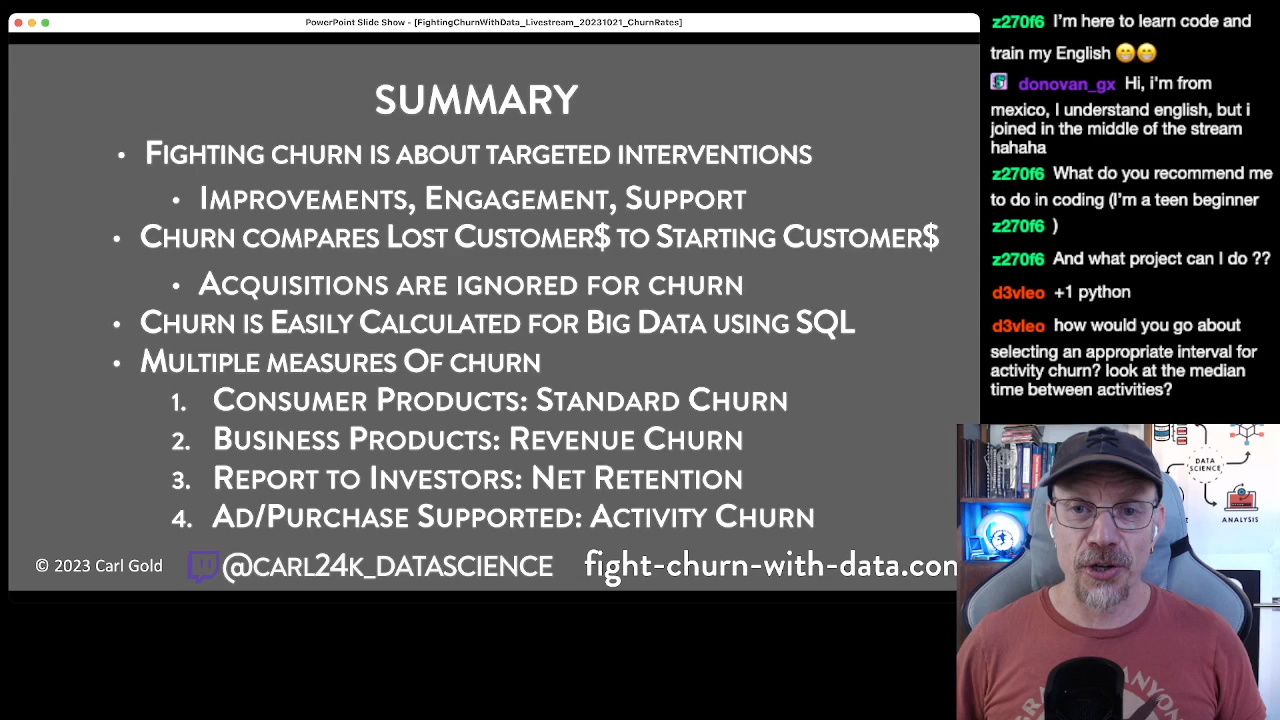 PowerPoint Slide Show - [FightingChurnWithData_Livestream_20231021_ChurnRates]
SUMMARY
• FIGHTING CHURN IS ABOUT TARGETED INTERVENTIONS
• IMPROVEMENTS, ENGAGEMENT, SUPPORT
• CHURN COMPARES LOST CUSTOMER$ TO STARTING CUSTOMER$
• ACQUISITIONS ARE IGNORED FOR CHURN
• CHURN IS EASILY CALCULATED FOR BIG DATA USING SQL
• MULTIPLE MEASURES OF CHURN
1. CONSUMER PRODUCTS: STANDARD CHURN
2. BUSINESS PRODUCTS: REVENUE CHURN
3. REPORT TO INVESTORS: NET RETENTION
4. AD/PURCHASE SUPPORTED: ACTIVITY CHURN
© 2023 Carl Gold @CARL24K_DATASCIENCE fight-churn-with-data.con
z270f6 I'm here to learn code and
train my English 😁😁
donovan_gx Hi, i'm from
mexico, I understand english, but i
joined in the middle of the stream
hahaha
z270f6 What do you recommend me
to do in coding (I'm a teen beginner
z270f6 )
z270f6 And what project can I do ??
d3vleo +1 python
d3vleo how would you go about
selecting an appropriate interval for
activity churn? look at the median
time between activities?
DATA
SCIENCE
ANALYSIS